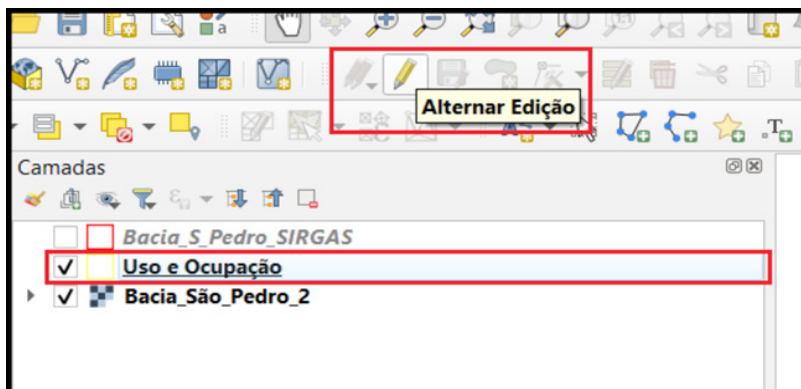 Alternar Edição
Camadas
Bacia_S_Pedro_SIRGAS
Uso e Ocupação
Bacia_São_Pedro_2